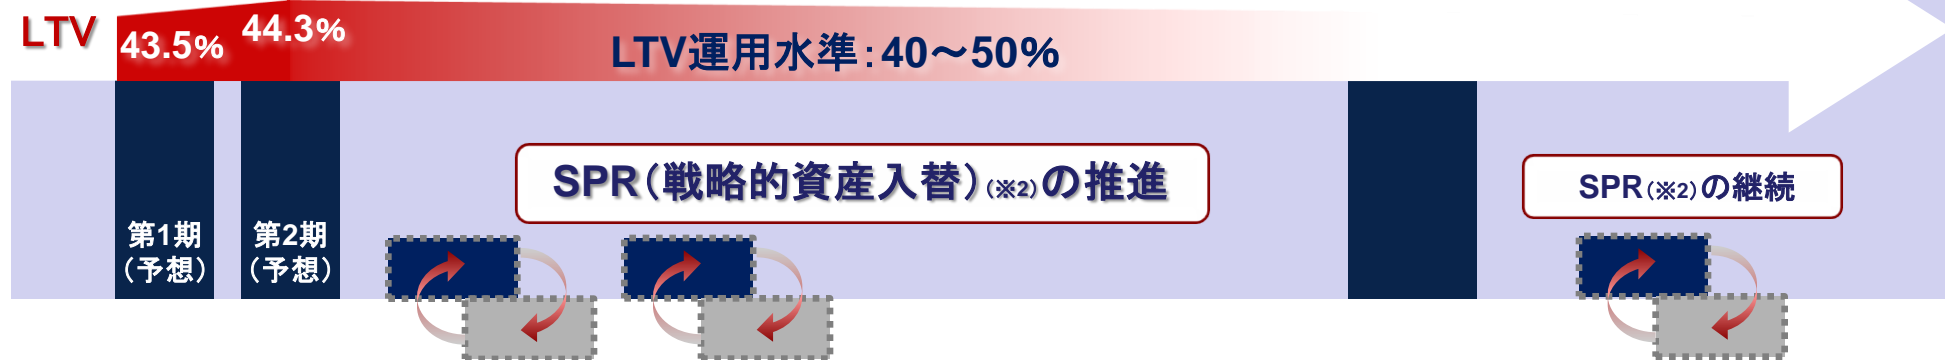 LTV
43.5%
44.3%
LTV運用水準：40～50%
SPR（戦略的資産入替）（※2）の推進
SPR（※2）の継続
第1期
（予想）
第2期
（予想）